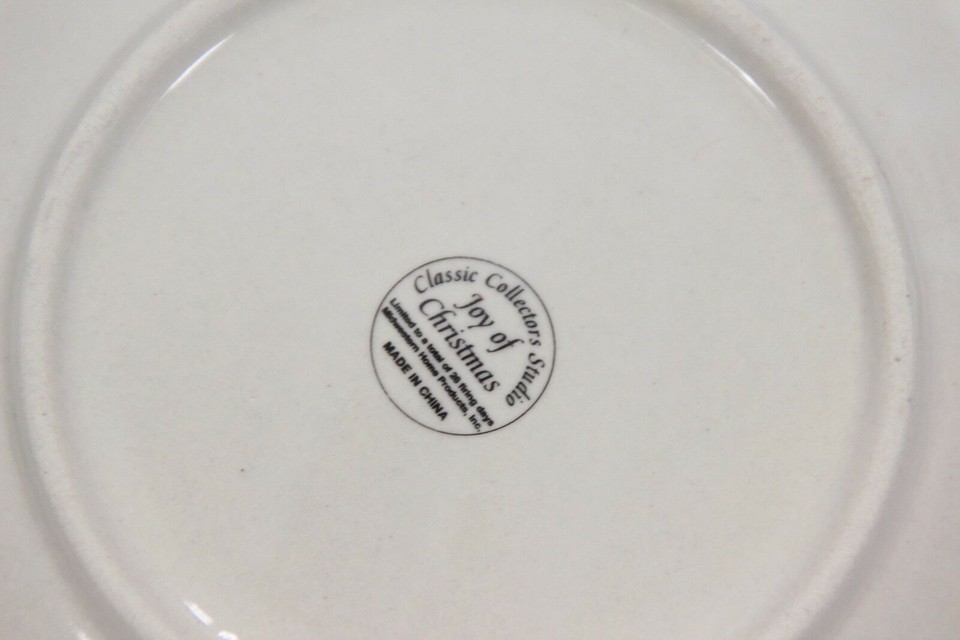 Classic Collectors Studio
Joy of
Christmas
Limited to a total of 28 firing days
Midwestern Home Products, Inc.
MADE IN CHINA